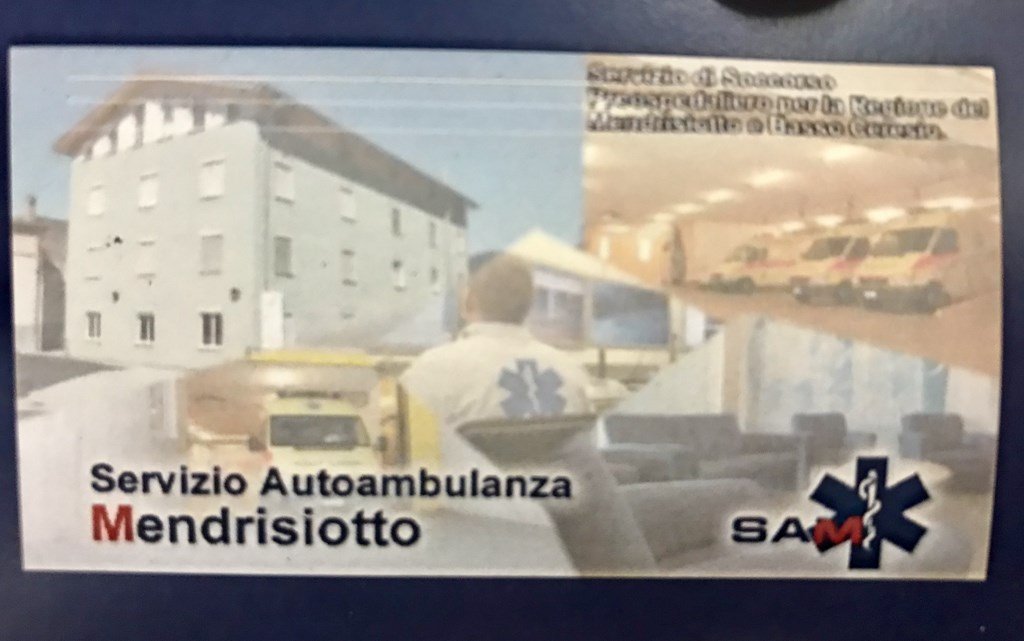 Servizio di Soccorso
Preospedaliero per la Regione del
Mendrisiotto e Basso Ceresio.
Servizio Autoambulanza
Mendrisiotto
SAM